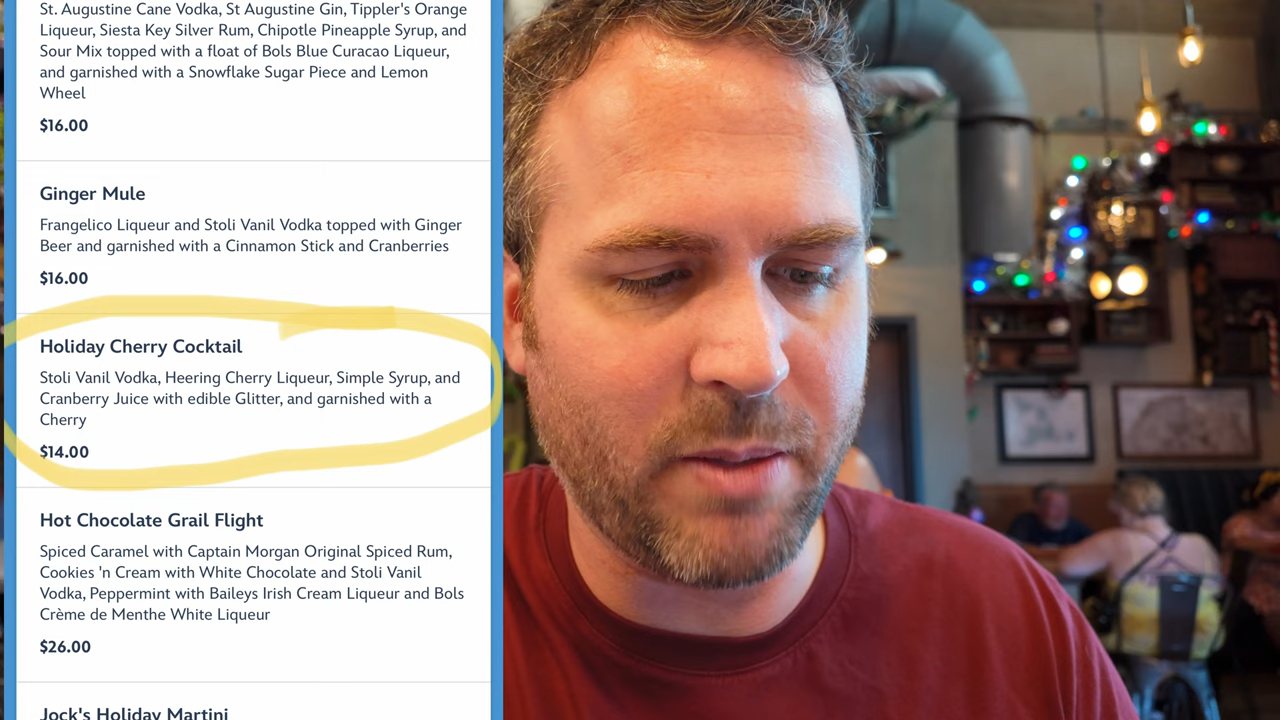 St. Augustine Cane Vodka, St Augustine Gin, Tippler's Orange
Liqueur, Siesta Key Silver Rum, Chipotle Pineapple Syrup, and
Sour Mix topped with a float of Bols Blue Curacao Liqueur,
and garnished with a Snowflake Sugar Piece and Lemon
Wheel
$16.00
Ginger Mule
Frangelico Liqueur and Stoli Vanil Vodka topped with Ginger
Beer and garnished with a Cinnamon Stick and Cranberries
$16.00
Holiday Cherry Cocktail
Stoli Vanil Vodka, Heering Cherry Liqueur, Simple Syrup, and
Cranberry Juice with edible Glitter, and garnished with a
Cherry
$14.00
Hot Chocolate Grail Flight
Spiced Caramel with Captain Morgan Original Spiced Rum,
Cookies 'n Cream with White Chocolate and Stoli Vanil
Vodka, Peppermint with Baileys Irish Cream Liqueur and Bols
Crème de Menthe White Liqueur
$26.00
Jock's Holiday Martini